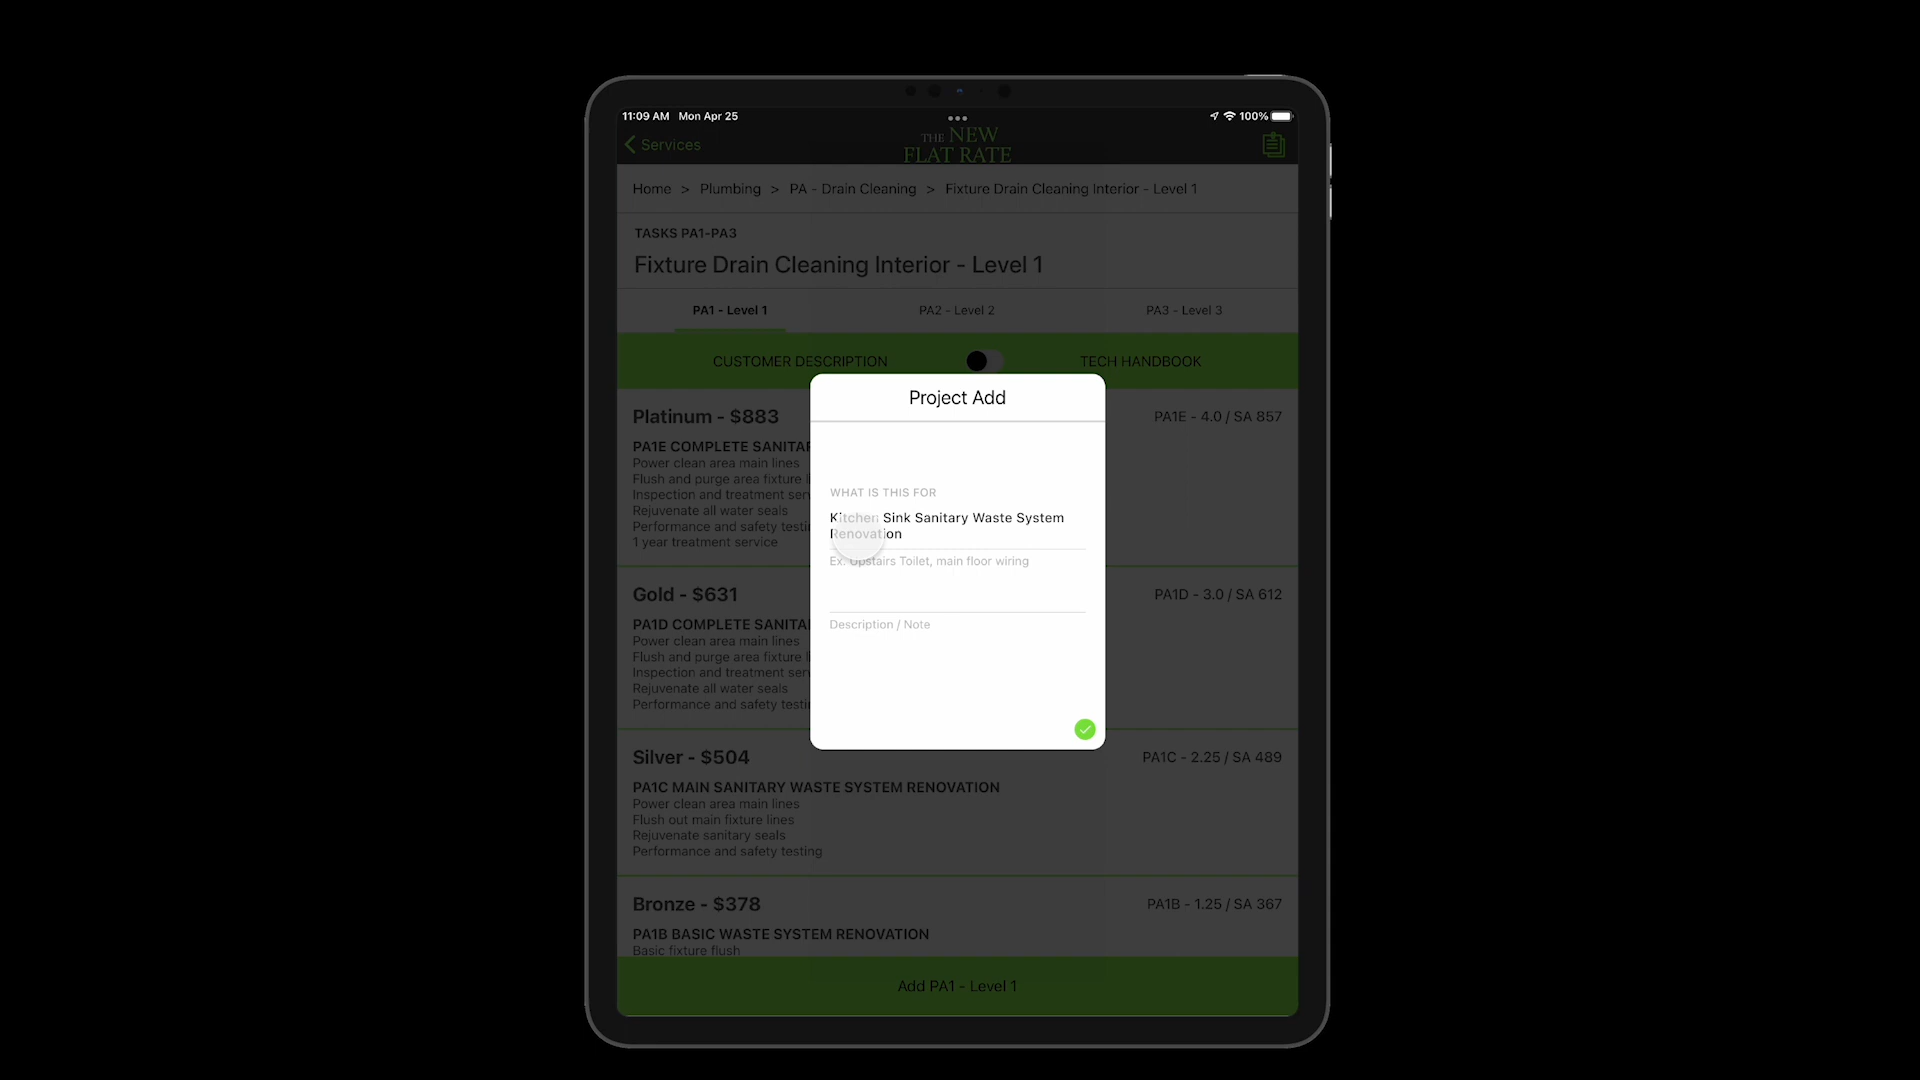 11:09 AM Mon Apr 25
100%
Services
THE NEW
FLAT RATE
Home > Plumbing > PA - Drain Cleaning > Fixture Drain Cleaning Interior - Level 1
TASKS PA1-PA3
Fixture Drain Cleaning Interior - Level 1
PA1 - Level 1
PA2 - Level 2
PA3 - Level 3
CUSTOMER DESCRIPTION
TECH HANDBOOK
Project Add
WHAT IS THIS FOR
Kitchen Sink Sanitary Waste System
Renovation
Ex. Upstairs Toilet, main floor wiring
Description / Note
Platinum - $883
PA1E - 4.0 / SA 857
PA1E COMPLETE
Power clean area main lines
Flush and purge area fixture
Inspection and treatment
Rejuvenate all water seals
Performance and safety
1 year treatment service
Gold - $631
PA1D - 3.0 / SA 612
PA1D COMPLETE
Power clean area main lines
Flush and purge area fixture
Inspection and treatment
Rejuvenate all water seals
Performance and safety
Silver - $504
PA1C - 2.25 / SA 489
PA1C MAIN SANITARY WASTE SYSTEM RENOVATION
Power clean area main lines
Flush out main fixture lines
Rejuvenate sanitary seals
Performance and safety testing
Bronze - $378
PA1B - 1.25 / SA 367
PA1B BASIC WASTE SYSTEM RENOVATION
Basic fixture flush
Add PA1 - Level 1